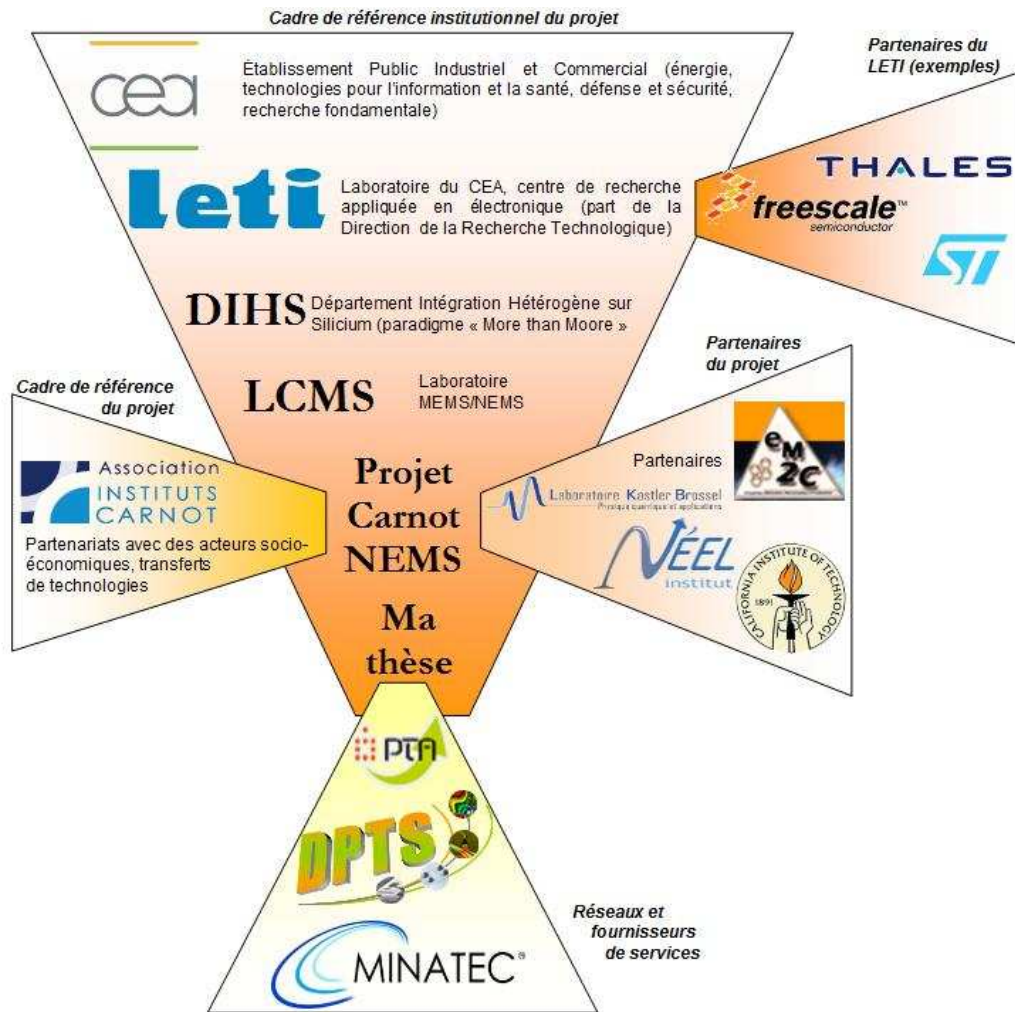 Cadre de référence institutionnel du projet
cea
Établissement Public Industriel et Commercial (énergie,
technologies pour l'information et la santé, défense et sécurité,
recherche fondamentale)
leti
Laboratoire du CEA, centre de recherche
appliquée en électronique (part de la
Direction de la Recherche Technologique)
Partenaires du
LETI (exemples)
THALES
freescale™
semiconductor
ST
DIHS
Département Intégration Hétérogène sur
Silicium (paradigme « More than Moore »
LCMS
Laboratoire
MEMS/NEMS
Cadre de référence
du projet
Association
INSTITUTS
CARNOT
Partenariats avec des acteurs socio-
économiques, transferts
de technologies
Projet
Carnot
NEMS
Ma
thèse
Partenaires
du projet
Partenaires
eM
2C
Laboratoire Kastler Brossel
Physique quantique et applications
NÉEL
institut
CALIFORNIA INSTITUTE OF TECHNOLOGY
1891
PTA
DPTS
MINATEC®
Réseaux et
fournisseurs
de services